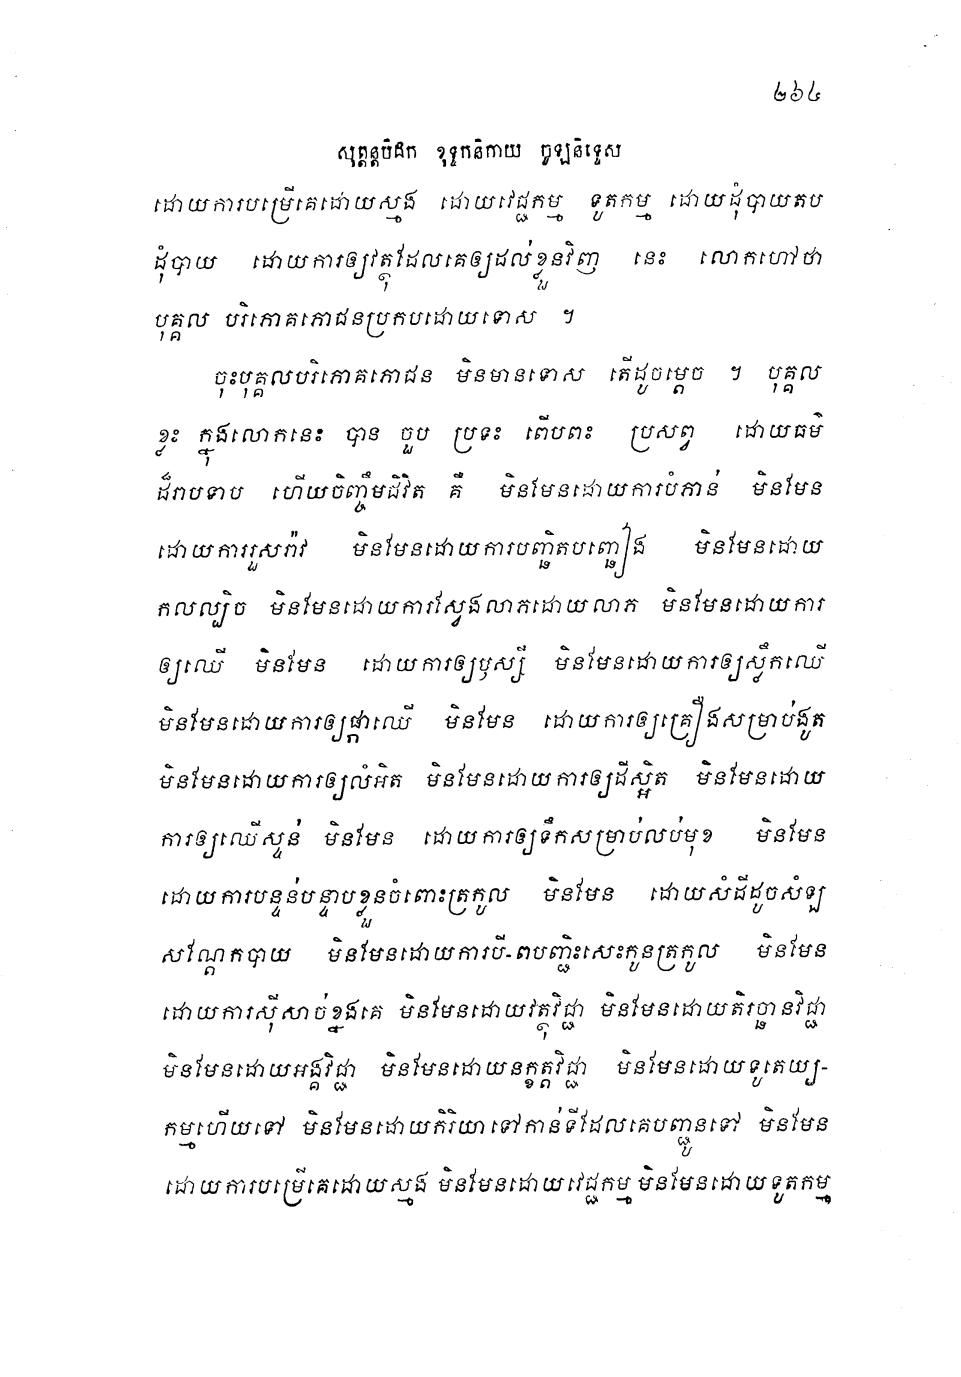 ២៦៤
សុត្តន្តបិដក ខុទ្ទកនិកាយ ចូឡនិទ្ទេស
ដោយការបម្រើគេដោយស្មង ដោយវេជ្ជកម្ម ទូតកម្ម ដោយដុំបាយតប
ដុំបាយ ដោយការឲ្យវត្ថុដែលគេឲ្យដល់ខ្លួនវិញ នេះ លោកហៅថា
បុគ្គល បរិភោគភោជនប្រកបដោយទោស ។
ចុះបុគ្គលបរិភោគភោជន មិនមានទោស តើដូចម្តេច ។ បុគ្គល
ខ្លះ ក្នុងលោកនេះ បាន ចួប ប្រទះ ពើបពះ ប្រសព្វ ដោយធម៌
ដ៏រាបទាប ហើយចិញ្ចឹមជីវិត គឺ មិនមែនដោយការបំភាន់ មិនមែន
ដោយការរួសរ៉ាវ មិនមែនដោយការបញ្ឆិតបញ្ឆៀង មិនមែនដោយ
កលល្បិច មិនមែនដោយការស្វែងលាភដោយលាភ មិនមែនដោយការ
ឲ្យឈើ មិនមែន ដោយការឲ្យឫស្សី មិនមែនដោយការឲ្យស្លឹកឈើ
មិនមែនដោយការឲ្យផ្កាឈើ មិនមែន ដោយការឲ្យគ្រឿងសម្រាប់ងូត
មិនមែនដោយការឲ្យលំអិត មិនមែនដោយការឲ្យដីស្អិត មិនមែនដោយ
ការឲ្យឈើស្ទន់ មិនមែន ដោយការឲ្យទឹកសម្រាប់លប់មុខ មិនមែន
ដោយការបន្ទន់បន្ទាបខ្លួនចំពោះត្រកូល មិនមែន ដោយសំដីដូចសំឡ
សណ្តែកបាយ មិនមែនដោយការបី-ពបញ្ជិះសេះកូនត្រកូល មិនមែន
ដោយការស៊ីសាច់ខ្នងគេ មិនមែនដោយវត្ថុវិជ្ជា មិនមែនដោយតិរច្ឆានវិជ្ជា
មិនមែនដោយអង្គវិជ្ជា មិនមែនដោយនក្ខត្តវិជ្ជា មិនមែនដោយទូតេយ្យ-
កម្មហើយទៅ មិនមែនដោយកិរិយាទៅកាន់ទីដែលគេបញ្ជូនទៅ មិនមែន
ដោយការបម្រើគេដោយស្មង មិនមែនដោយវេជ្ជកម្ម មិនមែនដោយទូតកម្ម